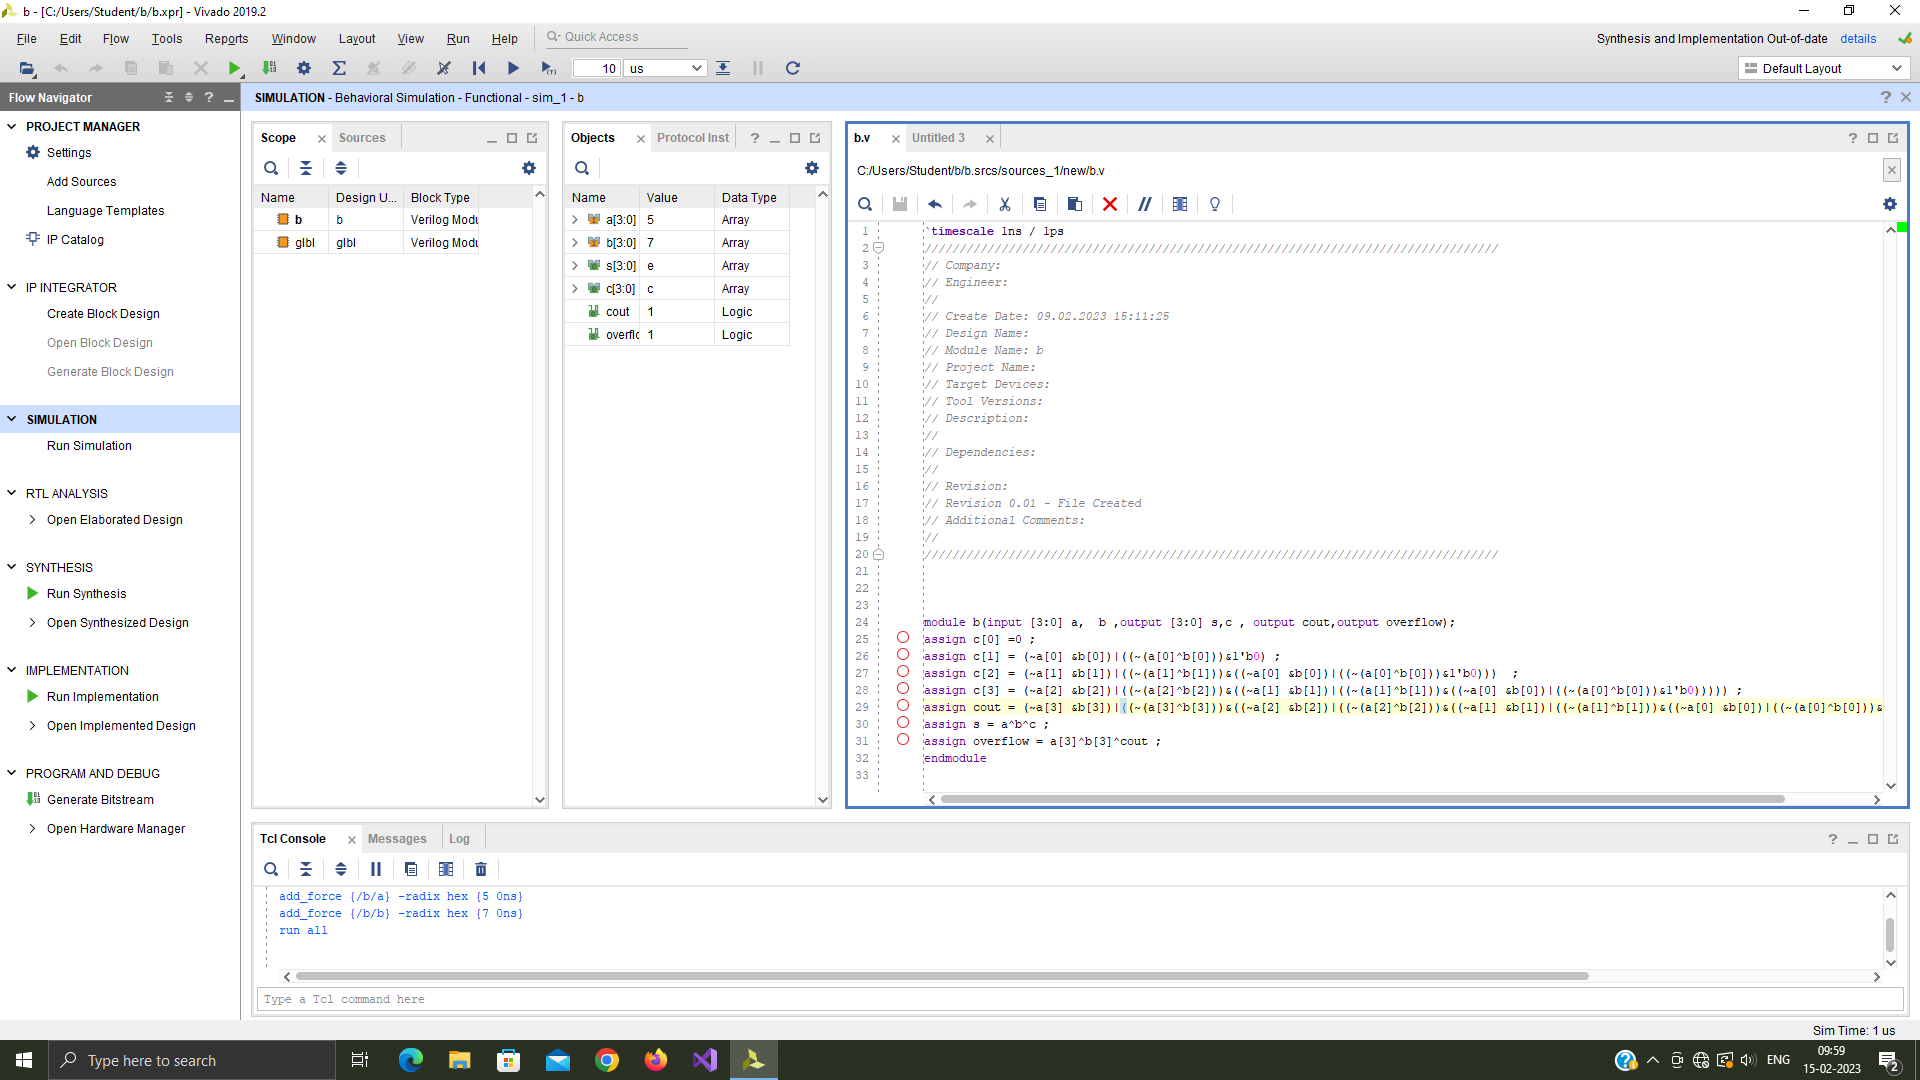 b - [C:/Users/Student/b/b.xpr] - Vivado 2019.2
File Edit Flow Tools Reports Window Layout View Run Help Quick Access
Synthesis and Implementation Out-of-date details
10 us
Default Layout
Flow Navigator
SIMULATION - Behavioral Simulation - Functional - sim_1 - b
PROJECT MANAGER
Settings
Add Sources
Language Templates
IP Catalog
IP INTEGRATOR
Create Block Design
Open Block Design
Generate Block Design
SIMULATION
Run Simulation
RTL ANALYSIS
Open Elaborated Design
SYNTHESIS
Run Synthesis
Open Synthesized Design
IMPLEMENTATION
Run Implementation
Open Implemented Design
PROGRAM AND DEBUG
Generate Bitstream
Open Hardware Manager
Scope Sources
Name Design U... Block Type
b b Verilog Modu
glbl glbl Verilog Modu
Objects Protocol Inst
Name Value Data Type
a[3:0] 5 Array
b[3:0] 7 Array
s[3:0] e Array
c[3:0] c Array
cout 1 Logic
overflo 1 Logic
b.v Untitled 3
C:/Users/Student/b/b.srcs/sources_1/new/b.v
1 `timescale 1ns / 1ps
2 //////////////////////////////////////////////////////////////////////////////////
3 // Company:
4 // Engineer:
5 //
6 // Create Date: 09.02.2023 15:11:25
7 // Design Name:
8 // Module Name: b
9 // Project Name:
10 // Target Devices:
11 // Tool Versions:
12 // Description:
13 //
14 // Dependencies:
15 //
16 // Revision:
17 // Revision 0.01 - File Created
18 // Additional Comments:
19 //
20 //////////////////////////////////////////////////////////////////////////////////
21
22
23
24 module b(input [3:0] a,  b ,output [3:0] s,c , output cout,output overflow);
25 assign c[0] =0 ;
26 assign c[1] = (~a[0] &b[0])|((~(a[0]^b[0]))&1'b0) ;
27 assign c[2] = (~a[1] &b[1])|((~(a[1]^b[1]))&((~a[0] &b[0])|((~(a[0]^b[0]))&1'b0)))  ;
28 assign c[3] = (~a[2] &b[2])|((~(a[2]^b[2]))&((~a[1] &b[1])|((~(a[1]^b[1]))&((~a[0] &b[0])|((~(a[0]^b[0]))&1'b0))))) ;
29 assign cout = (~a[3] &b[3])|((~(a[3]^b[3]))&((~a[2] &b[2])|((~(a[2]^b[2]))&((~a[1] &b[1])|((~(a[1]^b[1]))&((~a[0] &b[0])|((~(a[0]^b[0]))&
30 assign s = a^b^c ;
31 assign overflow = a[3]^b[3]^cout ;
32 endmodule
33
Tcl Console Messages Log
add_force {/b/a} -radix hex {5 0ns}
add_force {/b/b} -radix hex {7 0ns}
run all
Type a Tcl command here
Sim Time: 1 us
Type here to search
ENG
09:59
15-02-2023
2